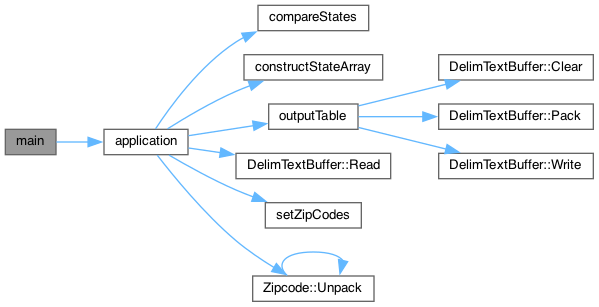 main
application
compareStates
constructStateArray
outputTable
DelimTextBuffer::Read
setZipCodes
Zipcode::Unpack
DelimTextBuffer::Clear
DelimTextBuffer::Pack
DelimTextBuffer::Write